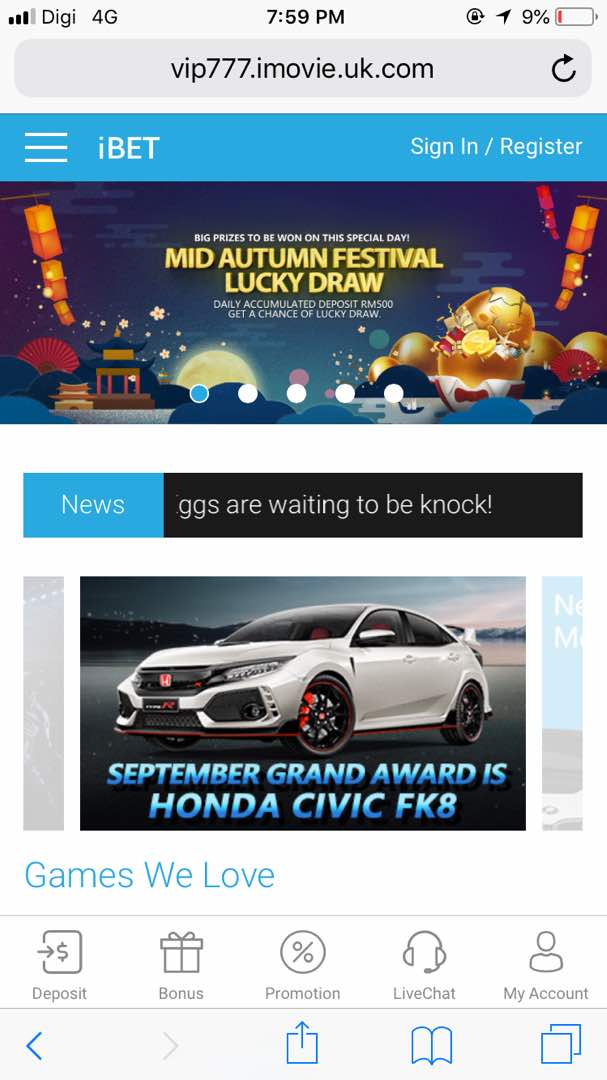 Digi 4G 7:59 PM 9%
vip777.imovie.uk.com
iBET Sign In / Register
BIG PRIZES TO BE WON ON THIS SPECIAL DAY!
MID AUTUMN FESTIVAL
LUCKY DRAW
DAILY ACCUMULATED DEPOSIT RM500
GET A CHANCE OF LUCKY DRAW.
News ggs are waiting to be knock!
Ne
M
TYPE R
SEPTEMBER GRAND AWARD IS
HONDA CIVIC FK8
Games We Love
Deposit Bonus Promotion LiveChat My Account